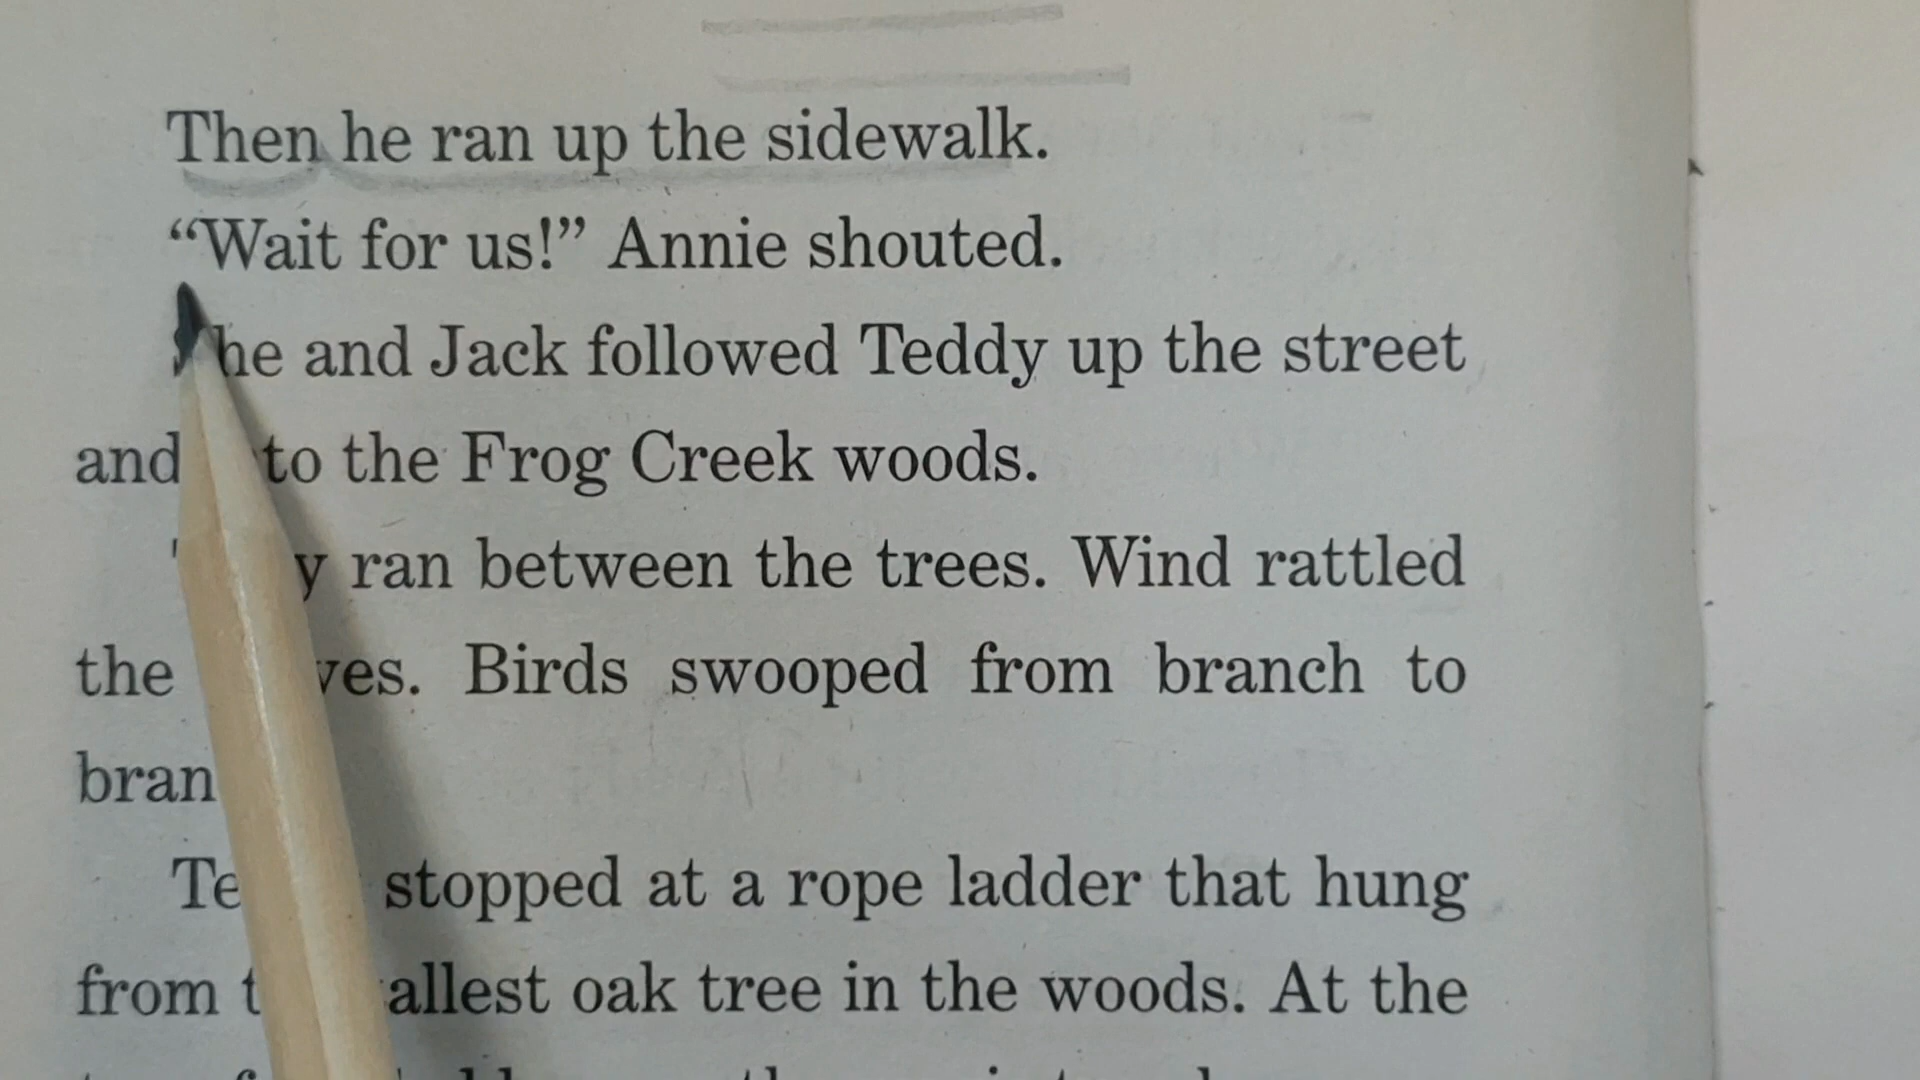 Then he ran up the sidewalk.
“Wait for us!” Annie shouted.
he and Jack followed Teddy up the street
and to the Frog Creek woods.
y ran between the trees. Wind rattled
the ves. Birds swooped from branch to
bran
Te stopped at a rope ladder that hung
from t allest oak tree in the woods. At the